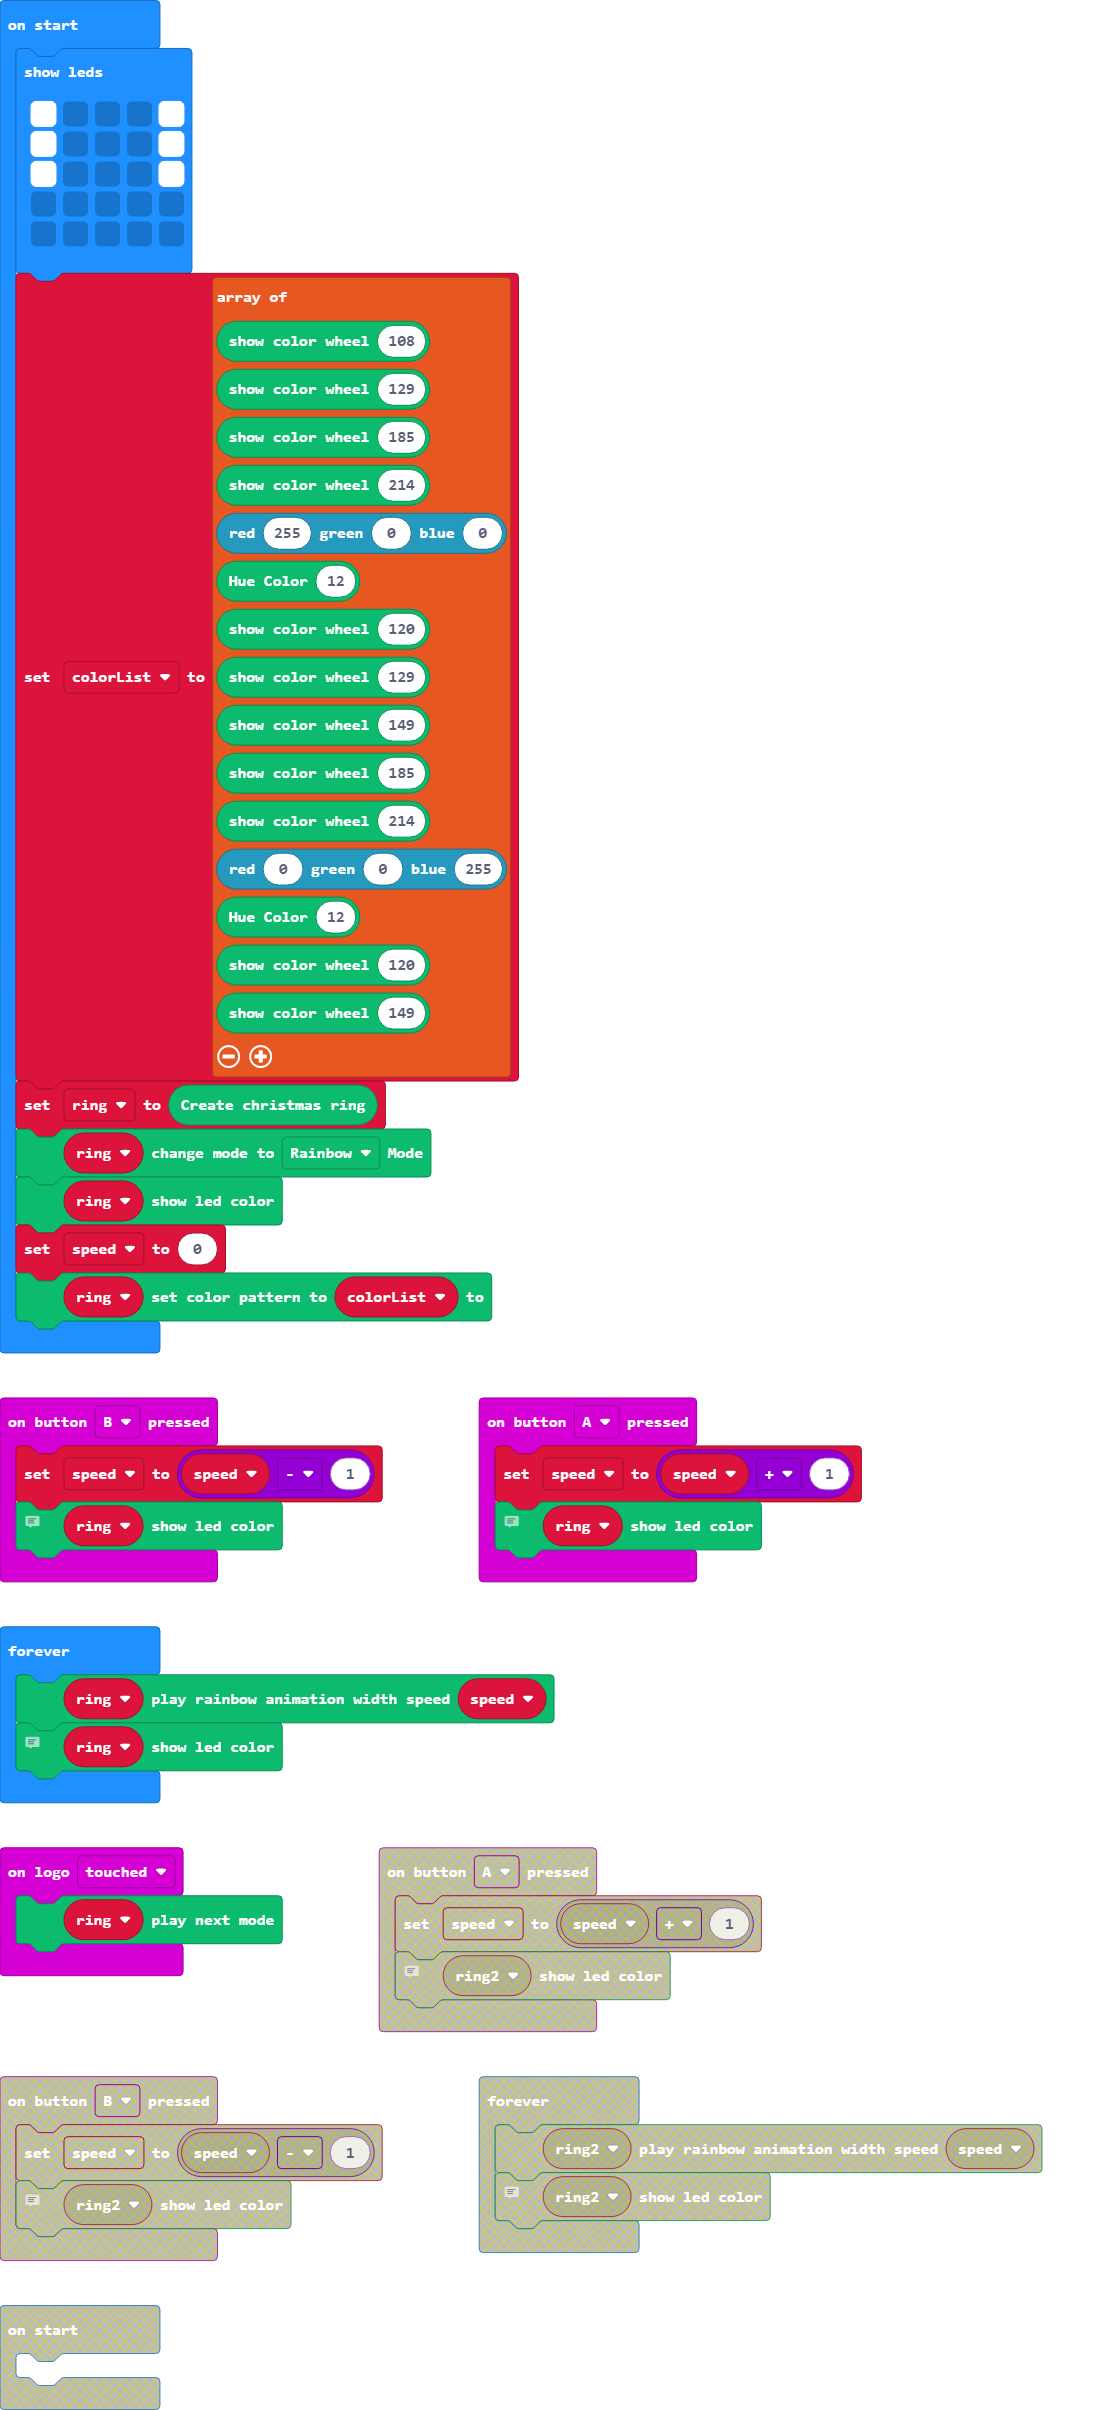 on start
show leds
array of
show color wheel 108
show color wheel 129
show color wheel 185
show color wheel 214
red 255 green 0 blue 0
Hue Color 12
show color wheel 120
set colorList to show color wheel 129
show color wheel 149
show color wheel 185
show color wheel 214
red 0 green 0 blue 255
Hue Color 12
show color wheel 120
show color wheel 149
set ring to Create christmas ring
ring change mode to Rainbow Mode
ring show led color
set speed to 0
ring set color pattern to colorList to
on button B pressed
set speed to speed - 1
ring show led color
on button A pressed
set speed to speed + 1
ring show led color
forever
ring play rainbow animation width speed speed
ring show led color
on logo touched
ring play next mode
on button A pressed
set speed to speed + 1
ring2 show led color
on button B pressed
set speed to speed - 1
ring2 show led color
forever
ring2 play rainbow animation width speed speed
ring2 show led color
on start